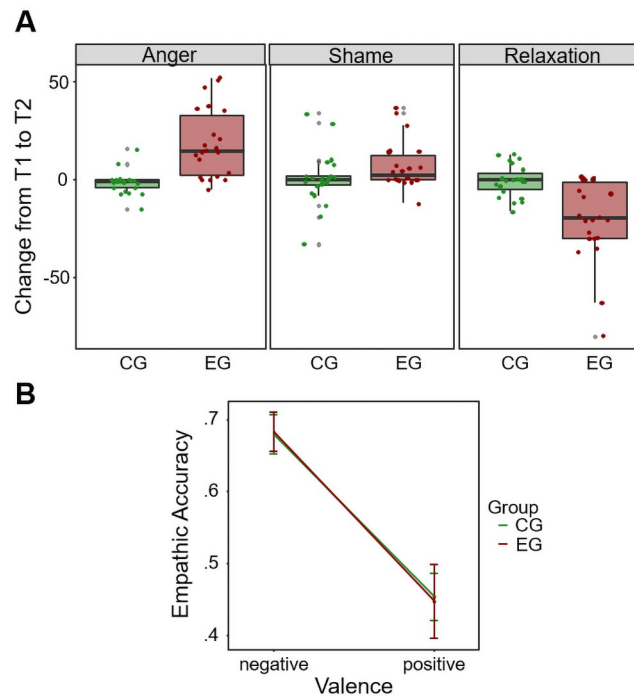 A
Anger Shame Relaxation
Change from T1 to T2
50
0
-50
CG EG CG EG CG EG
B
Empathic Accuracy
.7
.6
.5
.4
negative positive
Valence
Group
CG
EG